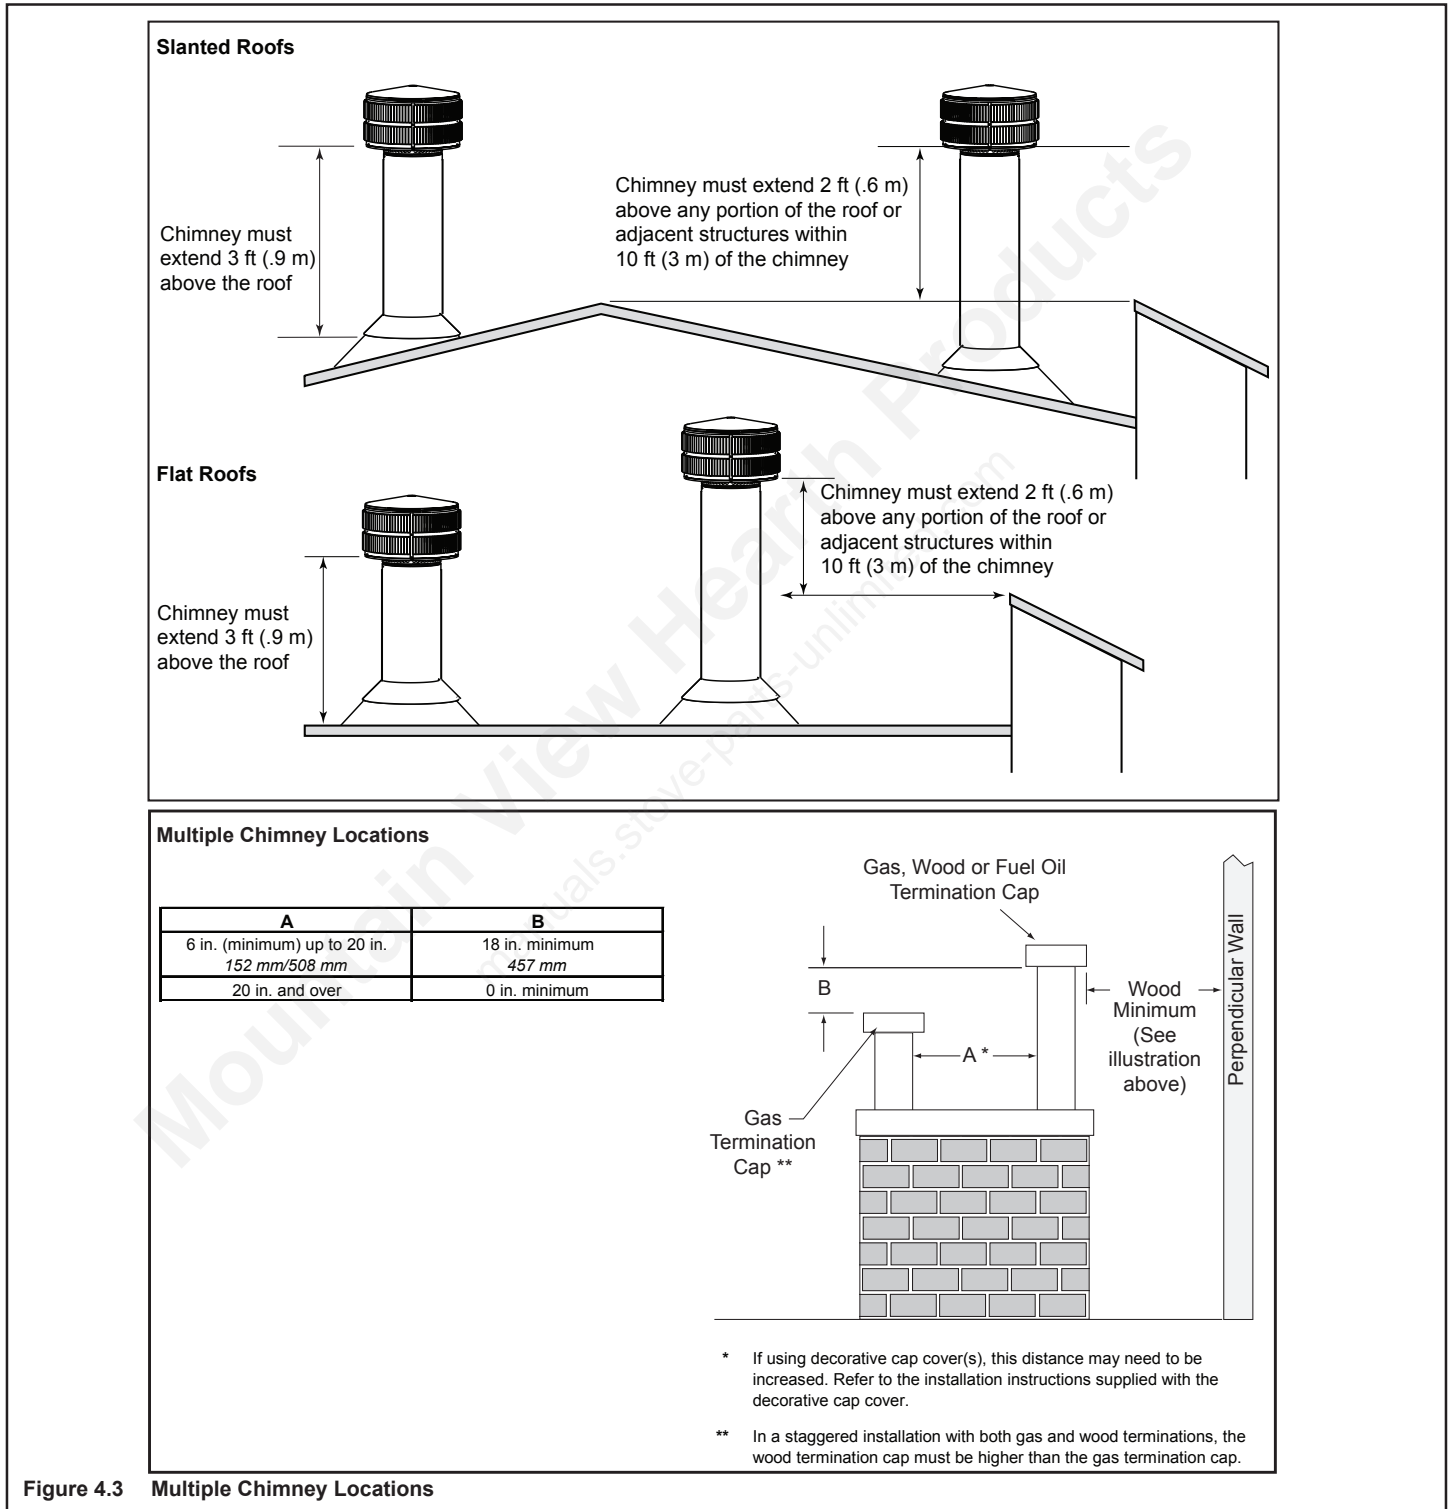 Slanted Roofs
Chimney must
extend 3 ft (.9 m)
above the roof
Chimney must extend 2 ft (.6 m)
above any portion of the roof or
adjacent structures within
10 ft (3 m) of the chimney
Flat Roofs
Chimney must
extend 3 ft (.9 m)
above the roof
Chimney must extend 2 ft (.6 m)
above any portion of the roof or
adjacent structures within
10 ft (3 m) of the chimney
Mountain View Hearth Products
manuals.stove-parts-unlimited.com
Multiple Chimney Locations
A B
6 in. (minimum) up to 20 in. 18 in. minimum
152 mm/508 mm 457 mm
20 in. and over 0 in. minimum
Gas, Wood or Fuel Oil
Termination Cap
B
A *
Wood
Minimum
(See
illustration
above)
Perpendicular Wall
Gas
Termination
Cap **
* If using decorative cap cover(s), this distance may need to be
increased. Refer to the installation instructions supplied with the
decorative cap cover.
** In a staggered installation with both gas and wood terminations, the
wood termination cap must be higher than the gas termination cap.
Figure 4.3 Multiple Chimney Locations